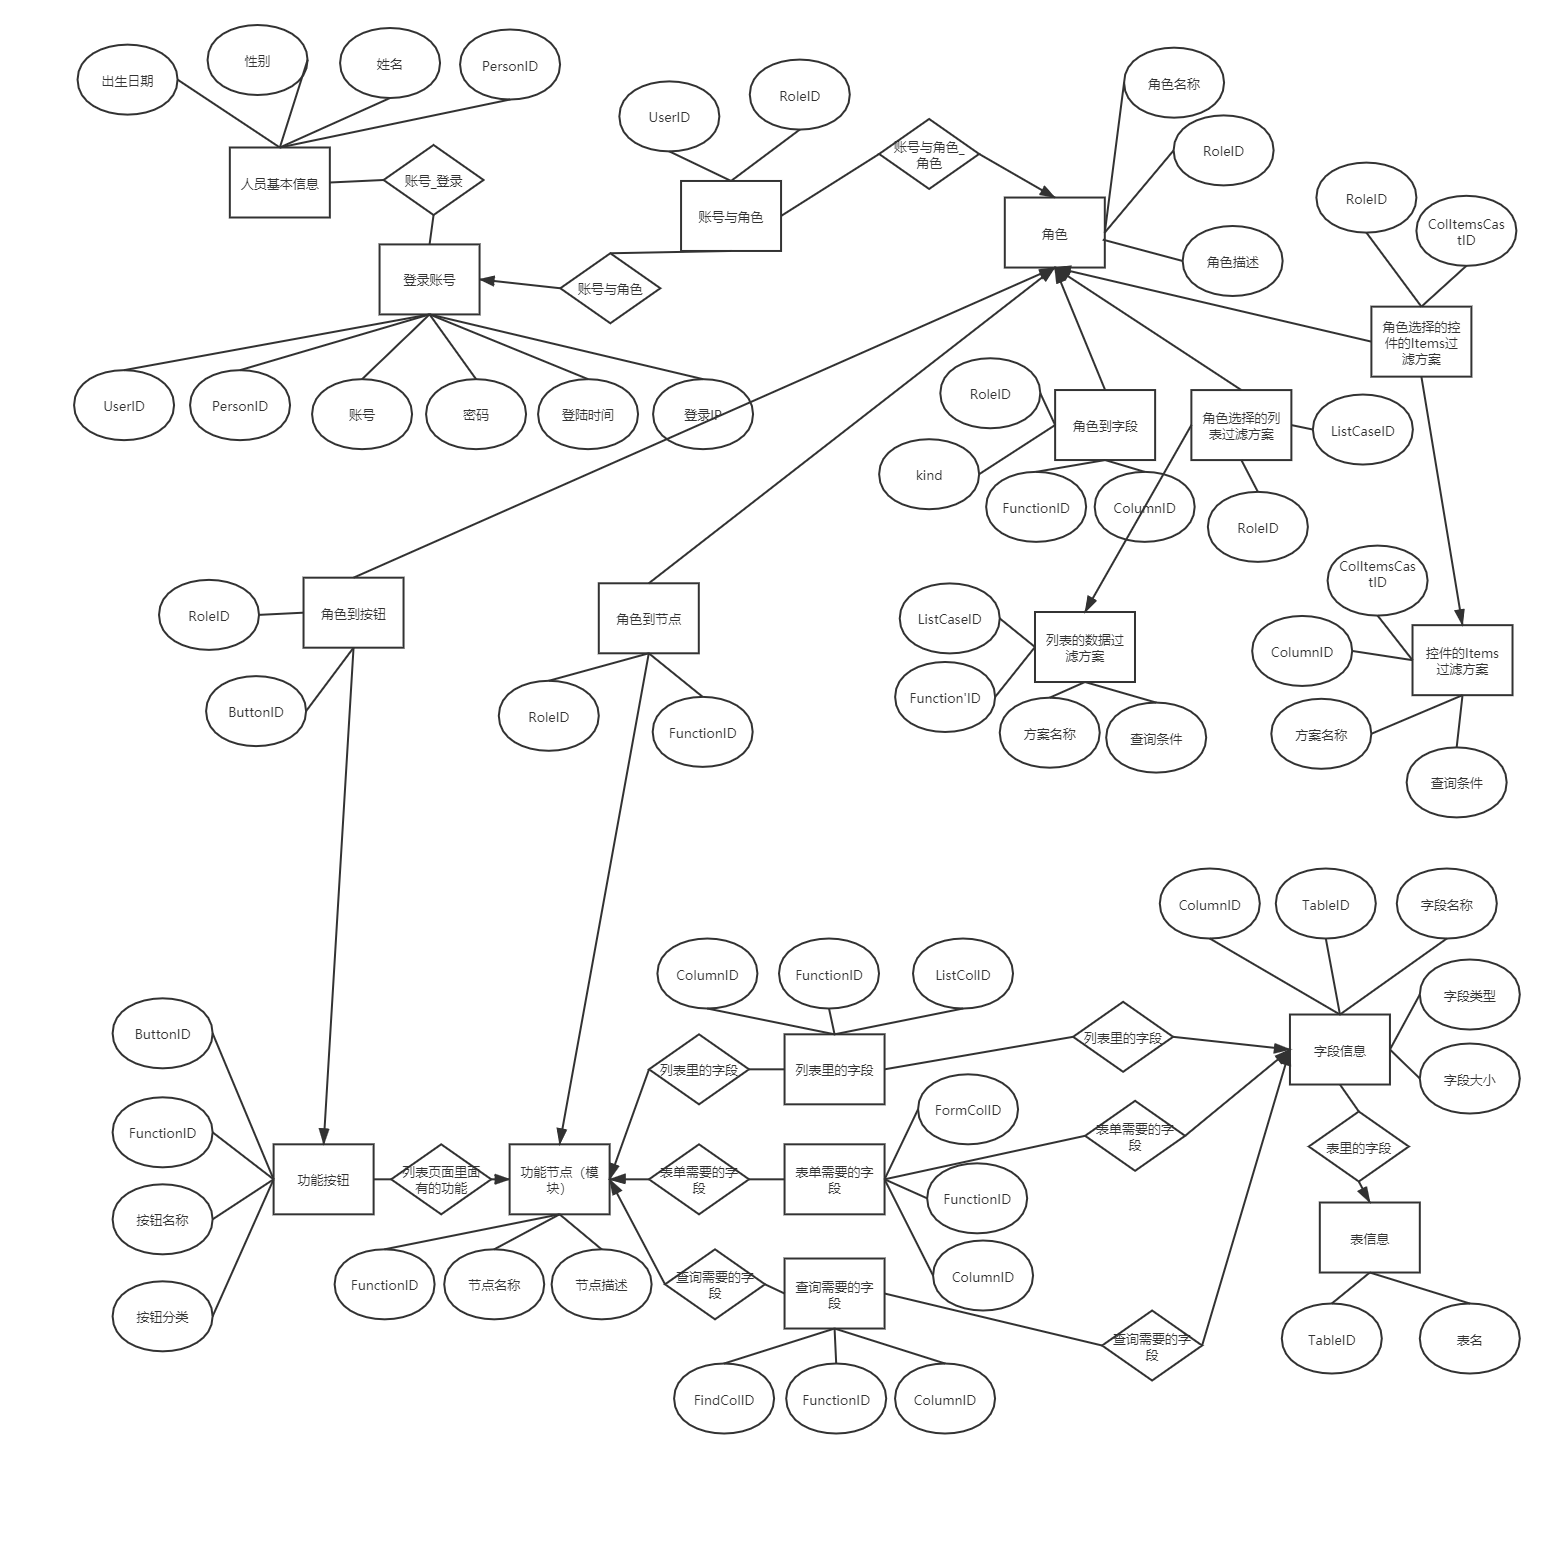 出生日期
性别
姓名
PersonID
UserID
RoleID
角色名称
RoleID
人员基本信息
账号_登录
账号与角色
账号与角色_
角色
角色
角色描述
RoleID
ColItemsCas
tID
登录账号
账号与角色
角色选择的控
件的Items过
滤方案
UserID
PersonID
账号
密码
登陆时间
登录IP
RoleID
kind
角色到字段
FunctionID
ColumnID
角色选择的列
表过滤方案
ListCaseID
RoleID
RoleID
角色到按钮
ButtonID
角色到节点
RoleID
FunctionID
ListCaseID
Function'ID
列表的数据过
滤方案
方案名称
查询条件
ColItemsCas
tID
ColumnID
控件的Items
过滤方案
方案名称
查询条件
ColumnID
TableID
字段名称
字段类型
字段信息
字段大小
ColumnID
FunctionID
ListColID
列表里的字段
列表里的字段
列表里的字段
ButtonID
FunctionID
按钮名称
按钮分类
功能按钮
列表页面里面
有的功能
功能节点（模
块）
FunctionID
节点名称
节点描述
表单需要的字
段
表单需要的字
段
FormColID
表单需要的字
段
FunctionID
ColumnID
查询需要的字
段
查询需要的字
段
查询需要的字
段
FindColID
FunctionID
ColumnID
表里的字段
表信息
TableID
表名